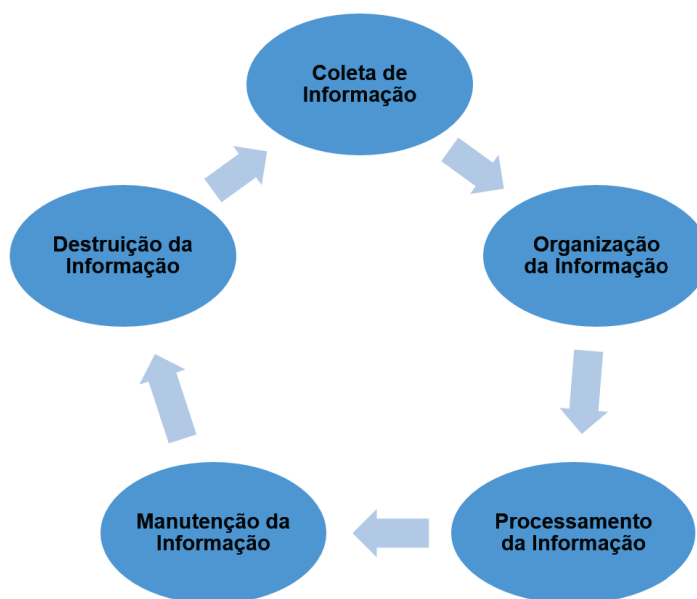 Coleta de
Informação
Organização
da Informação
Processamento
da Informação
Manutenção da
Informação
Destruição da
Informação